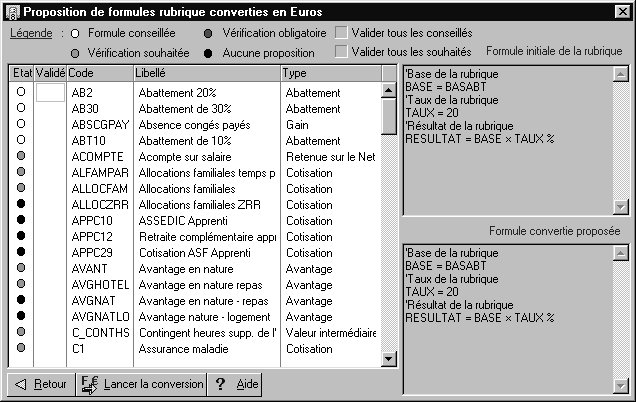 Proposition de formules rubrique converties en Euros
Légende : Formule conseillée Vérification obligatoire Valider tous les conseillés
Vérification souhaitée Aucune proposition Valider tous les souhaités Formule initiale de la rubrique
Etat Validé Code Libellé Type
AB2 Abattement 20% Abattement
AB30 Abattement de 30% Abattement
ABSCGPAY Absence congés payés Gain
ABT10 Abattement de 10% Abattement
ACOMPTE Acompte sur salaire Retenue sur le Net
ALFAMPAR Allocations familiales temps p Cotisation
ALLOCFAM Allocations familiales Cotisation
ALLOCZRR Allocations familiales ZRR Cotisation
APPC10 ASSEDIC Apprenti Cotisation
APPC12 Retraite complémentaire appr Cotisation
APPC29 Cotisation ASF Apprenti Cotisation
AVANT Avantage en nature Avantage
AVGHOTEL Avantage en nature repas Avantage
AVGNAT Avantage en nature - repas Avantage
AVGNATLO Avantage nature - logement Avantage
C_CONTHS Contingent heures supp. de l' Valeur intermédiaire
C1 Assurance maladie Cotisation
'Base de la rubrique
BASE = BASABT
'Taux de la rubrique
TAUX = 20
'Résultat de la rubrique
RESULTAT = BASE × TAUX %
Formule convertie proposée
'Base de la rubrique
BASE = BASABT
'Taux de la rubrique
TAUX = 20
'Résultat de la rubrique
RESULTAT = BASE × TAUX %
Retour F € Lancer la conversion ? Aide